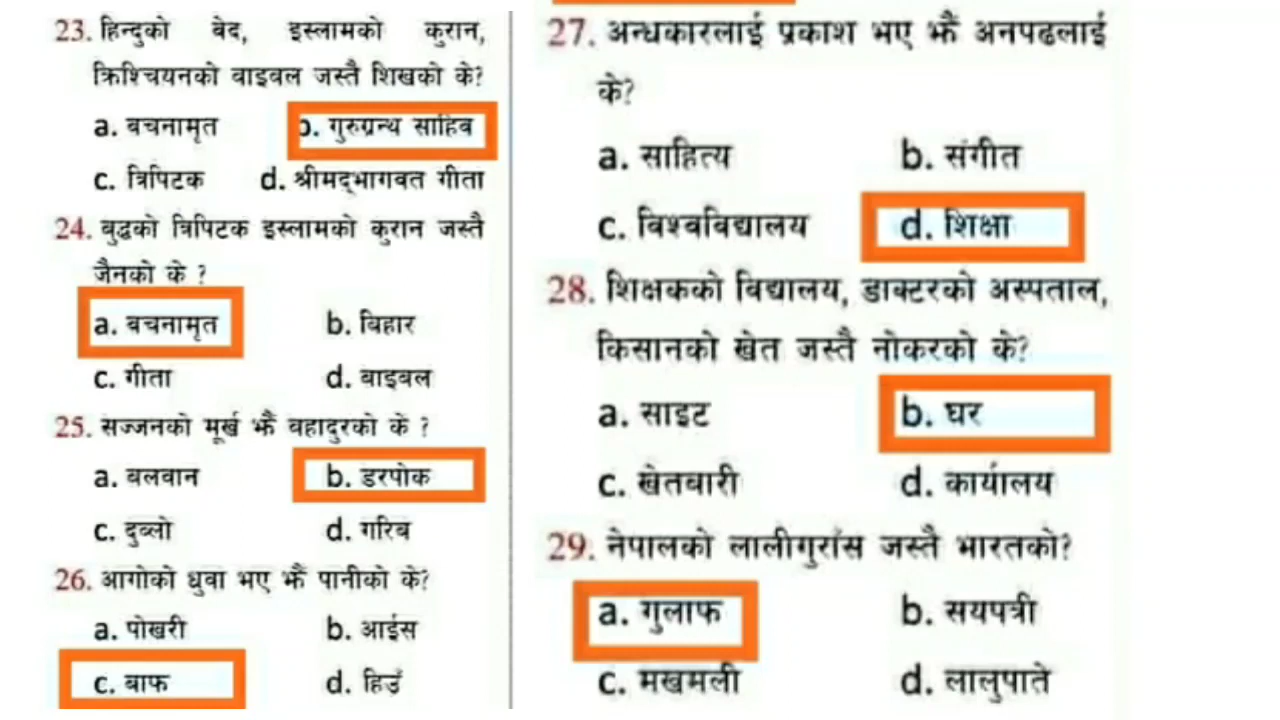 23. हिन्दुको बेद, इस्लामको कुरान,
क्रिश्चियनको बाइबल जस्तै शिखको के?
a. बचनामृत b. गुरुग्रन्थ साहिब
c. त्रिपिटक d. श्रीमद्भागवत गीता
24. बुद्धको त्रिपिटक इस्लामको कुरान जस्तै
जैनको के ?
a. बचनामृत b. बिहार
c. गीता d. बाइबल
25. सज्जनको मूर्ख झैं बहादुरको के ?
a. बलवान b. डरपोक
c. दुब्लो d. गरिब
26. आगोको धुवा भए झैं पानीको के?
a. पोखरी b. आईस
c. बाफ d. हिउँ
27. अन्धकारलाई प्रकाश भए झैं अनपढलाई
के?
a. साहित्य b. संगीत
c. विश्वविद्यालय d. शिक्षा
28. शिक्षकको विद्यालय, डाक्टरको अस्पताल,
किसानको खेत जस्तै नोकरको के?
a. साइट b. घर
c. खेतबारी d. कार्यालय
29. नेपालको लालीगुराँस जस्तै भारतको?
a. गुलाफ b. सयपत्री
c. मखमली d. लालुपाते